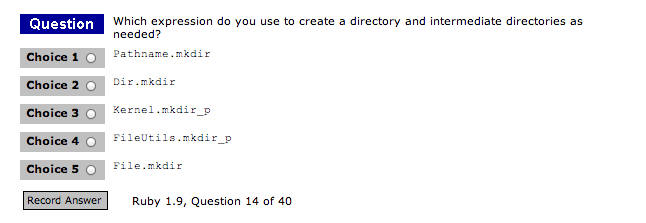 Question Which expression do you use to create a directory and intermediate directories as
needed?
Choice 1 Pathname.mkdir
Choice 2 Dir.mkdir
Choice 3 Kernel.mkdir_p
Choice 4 FileUtils.mkdir_p
Choice 5 File.mkdir
Record Answer Ruby 1.9, Question 14 of 40